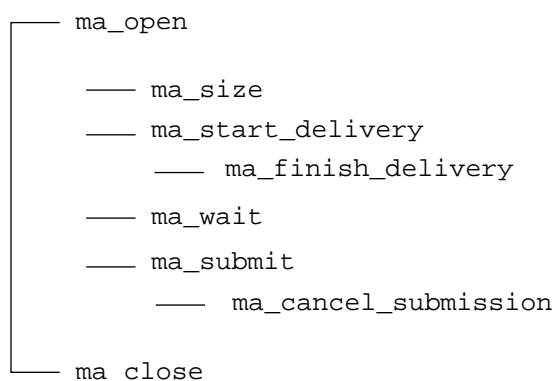 ma_open
ma_size
ma_start_delivery
ma_finish_delivery
ma_wait
ma_submit
ma_cancel_submission
ma close